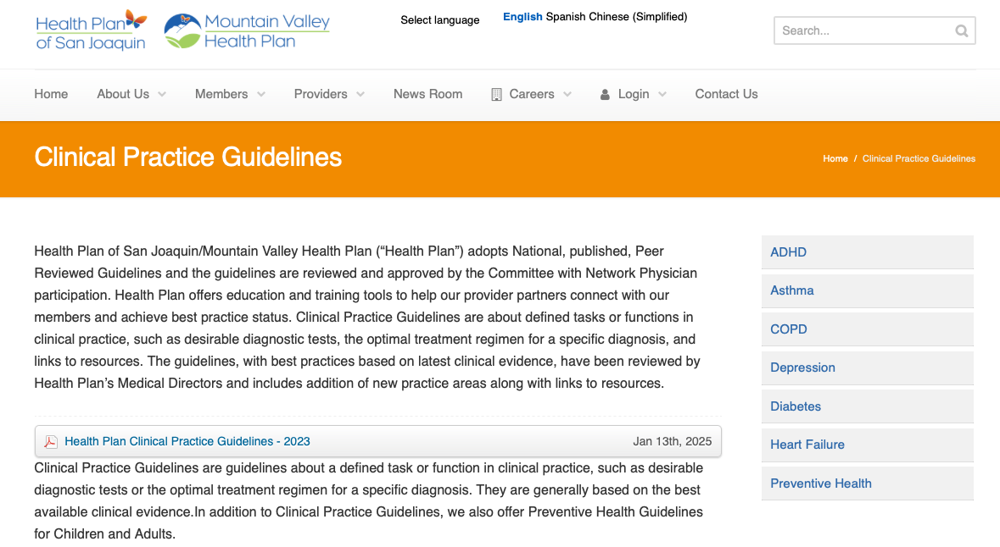 Health Plan
of San Joaquin
Mountain Valley
Health Plan
Select language
English Spanish Chinese (Simplified)
Search...
Home About Us Members Providers News Room Careers Login Contact Us
Clinical Practice Guidelines
Home / Clinical Practice Guidelines
Health Plan of San Joaquin/Mountain Valley Health Plan (“Health Plan”) adopts National, published, Peer
Reviewed Guidelines and the guidelines are reviewed and approved by the Committee with Network Physician
participation. Health Plan offers education and training tools to help our provider partners connect with our
members and achieve best practice status. Clinical Practice Guidelines are about defined tasks or functions in
clinical practice, such as desirable diagnostic tests, the optimal treatment regimen for a specific diagnosis, and
links to resources. The guidelines, with best practices based on latest clinical evidence, have been reviewed by
Health Plan’s Medical Directors and includes addition of new practice areas along with links to resources.
Health Plan Clinical Practice Guidelines - 2023 Jan 13th, 2025
Clinical Practice Guidelines are guidelines about a defined task or function in clinical practice, such as desirable
diagnostic tests or the optimal treatment regimen for a specific diagnosis. They are generally based on the best
available clinical evidence.In addition to Clinical Practice Guidelines, we also offer Preventive Health Guidelines
for Children and Adults.
ADHD
Asthma
COPD
Depression
Diabetes
Heart Failure
Preventive Health